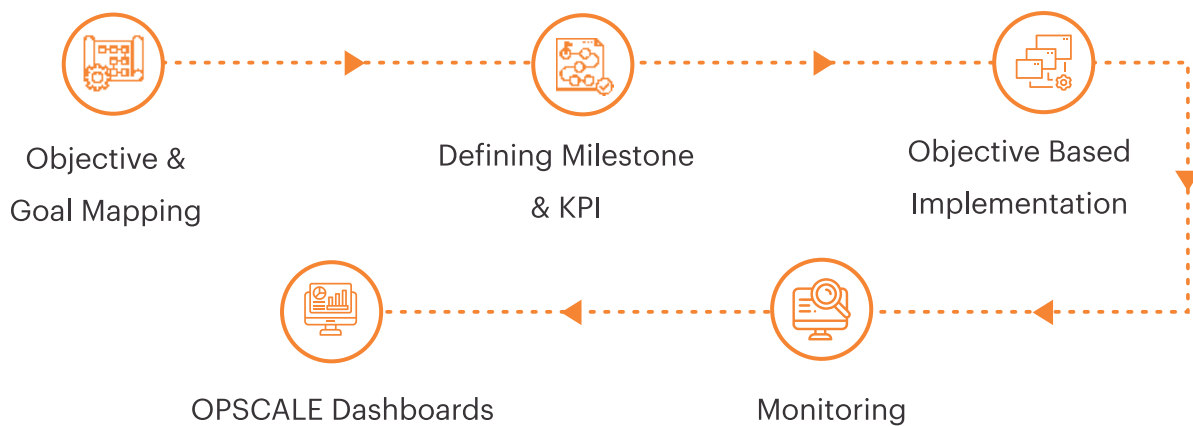 Objective &
Goal Mapping
Defining Milestone
& KPI
Objective Based
Implementation
OPSCALE Dashboards
Monitoring